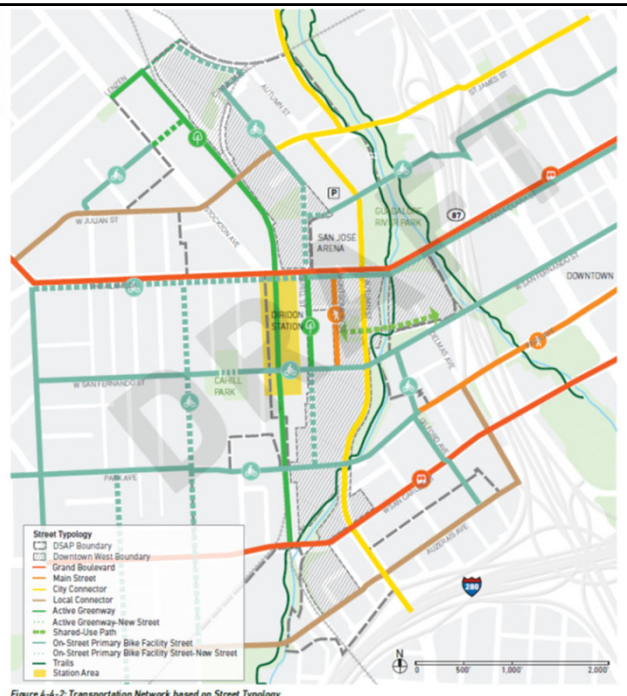 LENZEN
AUTUMN ST
ST JAMES ST
W JULIAN ST
STOCKTON AVE
P
SAN JOSE
ARENA
GUADALUPE
RIVER PARK
87
W SAN FERNANDO ST
DOWNTOWN
DIRIDON
STATION
DELMAS AVE
CAHILL
PARK
W SAN FERNANDO ST
PARK AVE
AUZERAIS AVE
DRAFT
280
Street Typology
DSAP Boundary
Downtown West Boundary
Grand Boulevard
Main Street
City Connector
Local Connector
Active Greenway
Active Greenway-New Street
Shared-Use Path
On-Street Primary Bike Facility Street
On-Street Primary Bike Facility Street-New Street
Trails
Station Area
N
0 500' 1,000' 2,000'
Figure 4-4-2: Transportation Network based on Street Typology